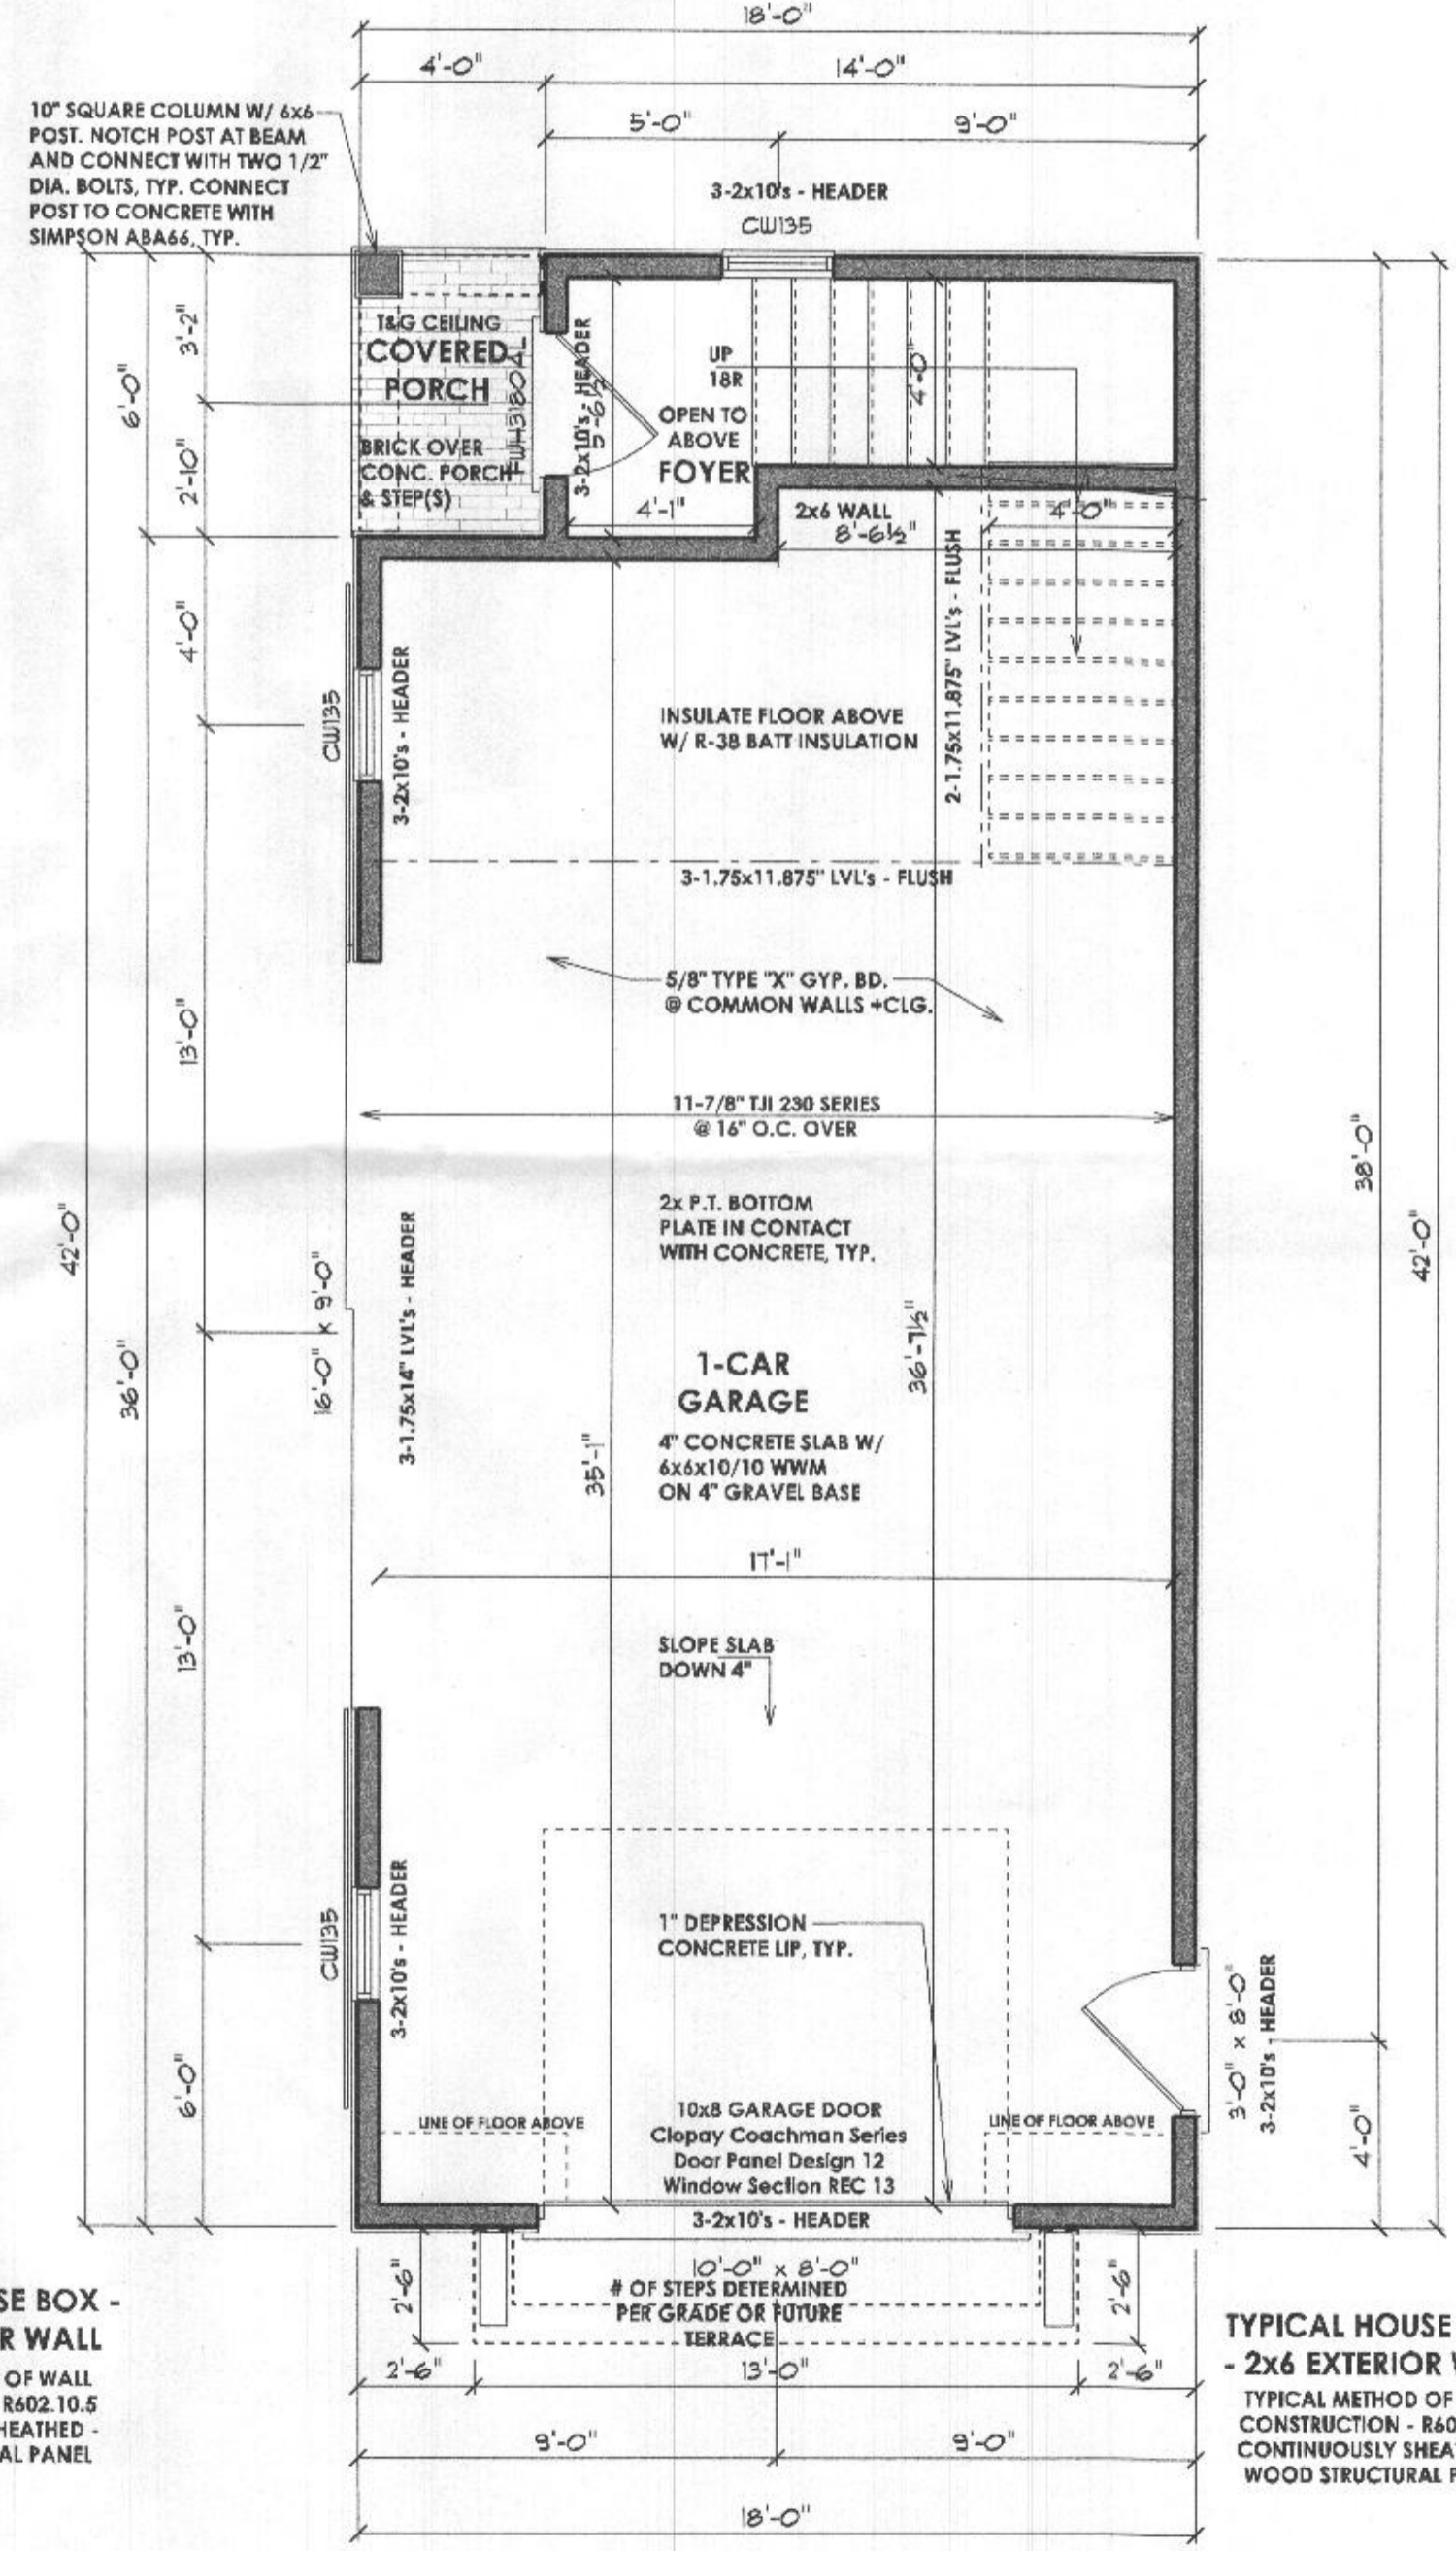 18'-0"
4'-0"
14'-0"
5'-0"
9'-0"
10" SQUARE COLUMN W/ 6x6
POST. NOTCH POST AT BEAM
AND CONNECT WITH TWO 1/2"
DIA. BOLTS, TYP. CONNECT
POST TO CONCRETE WITH
SIMPSON ABA66, TYP.
3-2x10's - HEADER
CW135
3'-2"
6'-0"
2'-10"
T&G CEILING
COVERED
PORCH
BRICK OVER
CONC. PORCH
& STEP(S)
FWH3180AL
3-2x10's - HEADER
5'-6½"
UP
18R
OPEN TO
ABOVE
FOYER
4'-0"
4'-1"
2x6 WALL
8'-6½"
4'-0"
4'-0"
CW135
3-2x10's - HEADER
INSULATE FLOOR ABOVE
W/ R-38 BATT INSULATION
2-1.75x11.875" LVL's - FLUSH
3-1.75x11.875" LVL's - FLUSH
13'-0"
5/8" TYPE "X" GYP. BD.
@ COMMON WALLS +CLG.
11-7/8" TJI 230 SERIES
@ 16" O.C. OVER
38'-0"
42'-0"
42'-0"
2x P.T. BOTTOM
PLATE IN CONTACT
WITH CONCRETE, TYP.
36'-0"
16'-0" x 9'-0"
3-1.75x14" LVL's - HEADER
36'-7½"
1-CAR
GARAGE
4" CONCRETE SLAB W/
6x6x10/10 WWM
ON 4" GRAVEL BASE
35'-1"
17'-1"
13'-0"
SLOPE SLAB
DOWN 4"
CW135
3-2x10's - HEADER
1" DEPRESSION
CONCRETE LIP, TYP.
3'-0" x 8'-0"
3-2x10's - HEADER
6'-0"
4'-0"
LINE OF FLOOR ABOVE
10x8 GARAGE DOOR
Clopay Coachman Series
Door Panel Design 12
Window Section REC 13
LINE OF FLOOR ABOVE
3-2x10's - HEADER
10'-0" x 8'-0"
# OF STEPS DETERMINED
PER GRADE OR FUTURE
TERRACE
2'-6"
2'-6"
2'-6"
13'-0"
2'-6"
9'-0"
9'-0"
18'-0"
SE BOX -
R WALL
OF WALL
R602.10.5
HEATHED -
AL PANEL
TYPICAL HOUSE
- 2x6 EXTERIOR
TYPICAL METHOD OF
CONSTRUCTION - R60
CONTINUOUSLY SHEA
WOOD STRUCTURAL